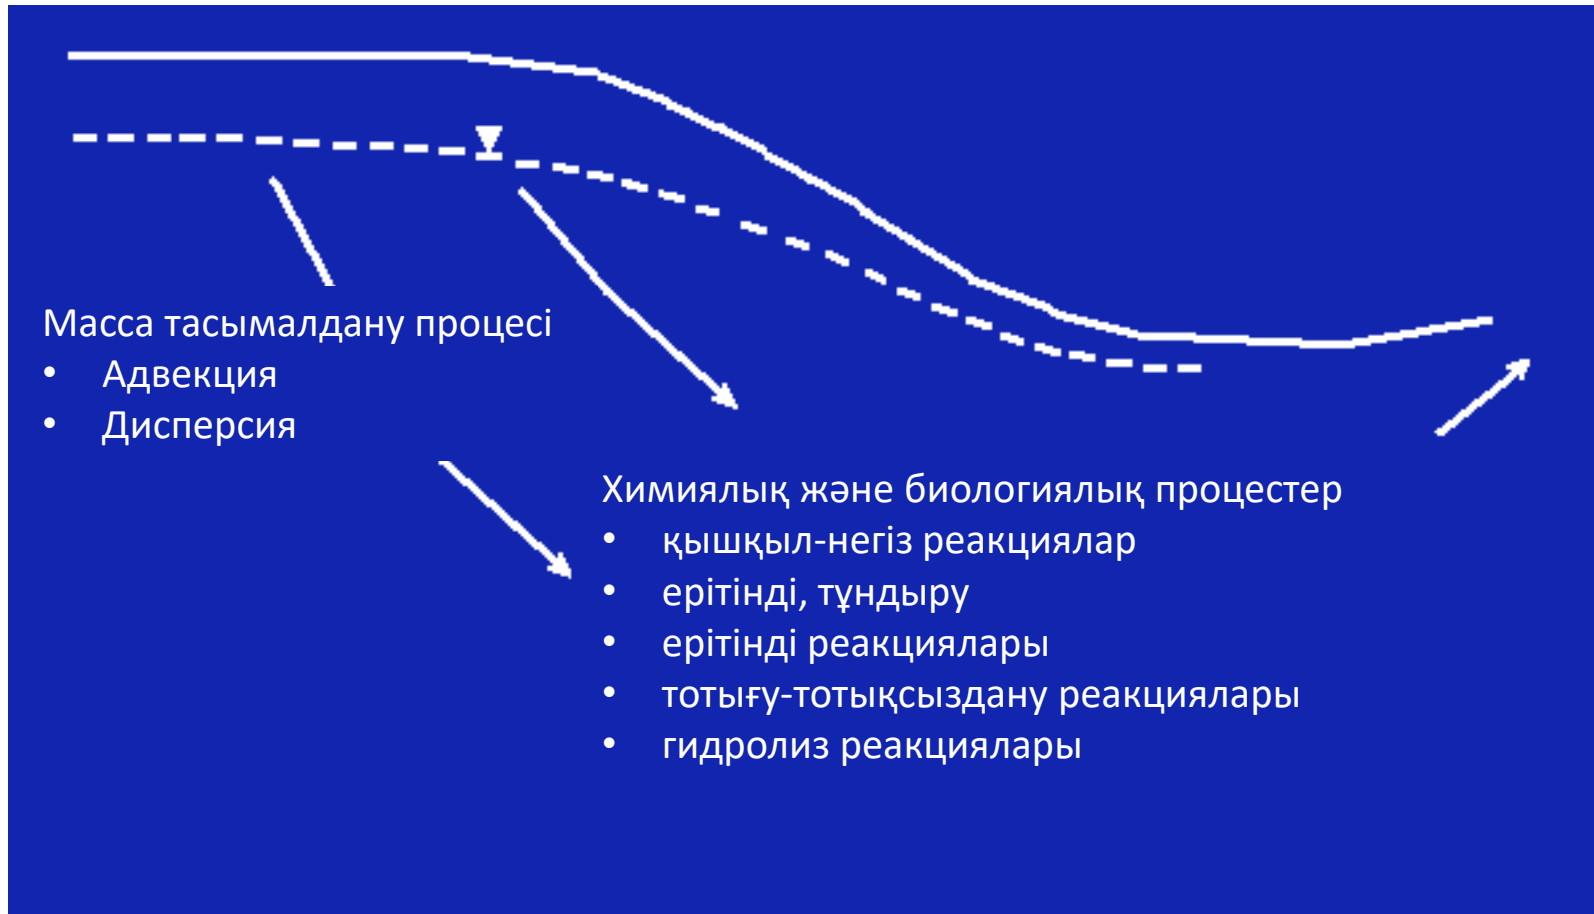 Масса тасымалдану процесі
• Адвекция
• Дисперсия
Химиялық және биологиялық процестер
• қышқыл-негіз реакциялар
• ерітінді, тұндыру
• ерітінді реакциялары
• тотығу-тотықсыздану реакциялары
• гидролиз реакциялары